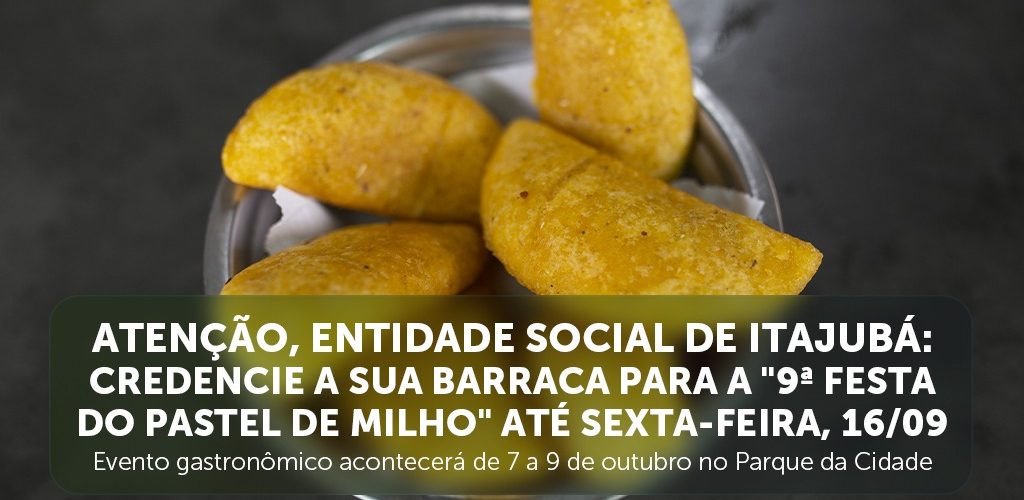 ATENÇÃO, ENTIDADE SOCIAL DE ITAJUBÁ:
CREDENCIE A SUA BARRACA PARA A "9ª FESTA
DO PASTEL DE MILHO" ATÉ SEXTA-FEIRA, 16/09
Evento gastronômico acontecerá de 7 a 9 de outubro no Parque da Cidade